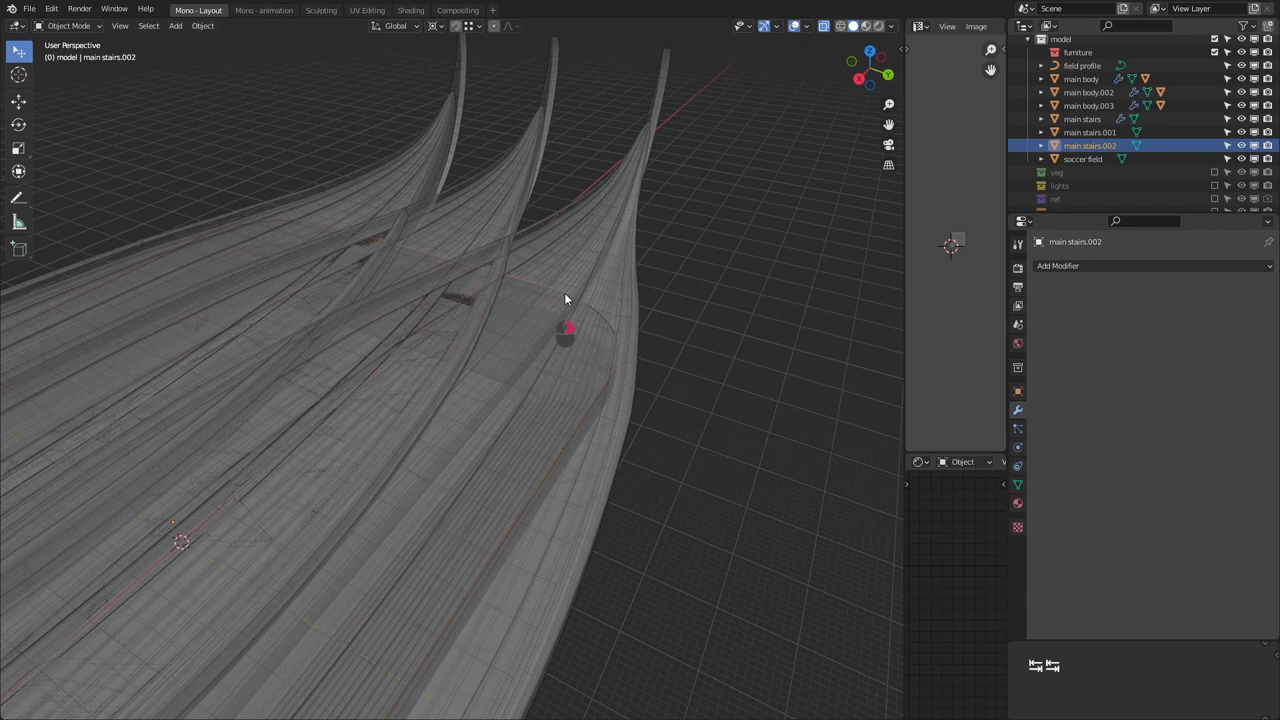 File Edit Render Window Help
Mono - Layout Mono - animation Sculpting UV Editing Shading Compositing +
Scene
View Layer
Object Mode View Select Add Object
Global
View Image
User Perspective
(0) model | main stairs.002
X
Y
Z
model
furniture
field profile
main body
main body.002
main body.003
main stairs
main stairs.001
main stairs.002
soccer field
veg
lights
ref
main stairs.002
Add Modifier
Object